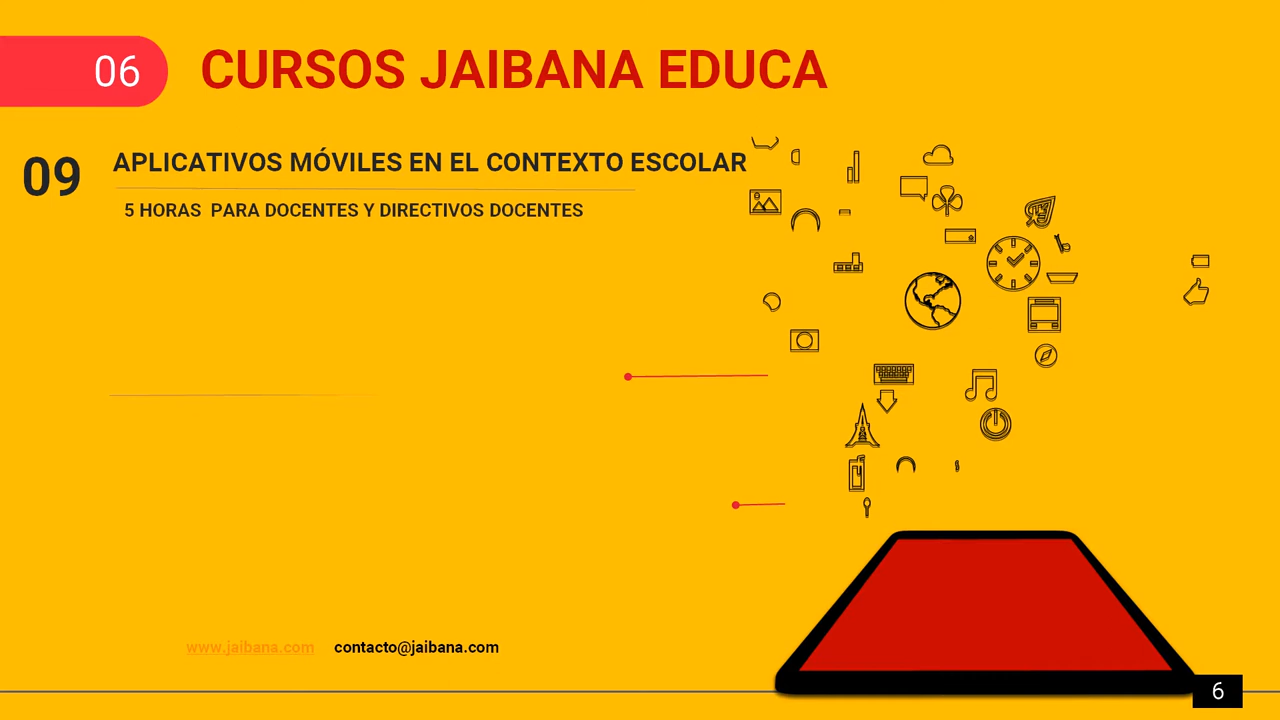 06
CURSOS JAIBANA EDUCA
09
APLICATIVOS MÓVILES EN EL CONTEXTO ESCOLAR
5 HORAS PARA DOCENTES Y DIRECTIVOS DOCENTES
www.jaibana.com contacto@jaibana.com
6